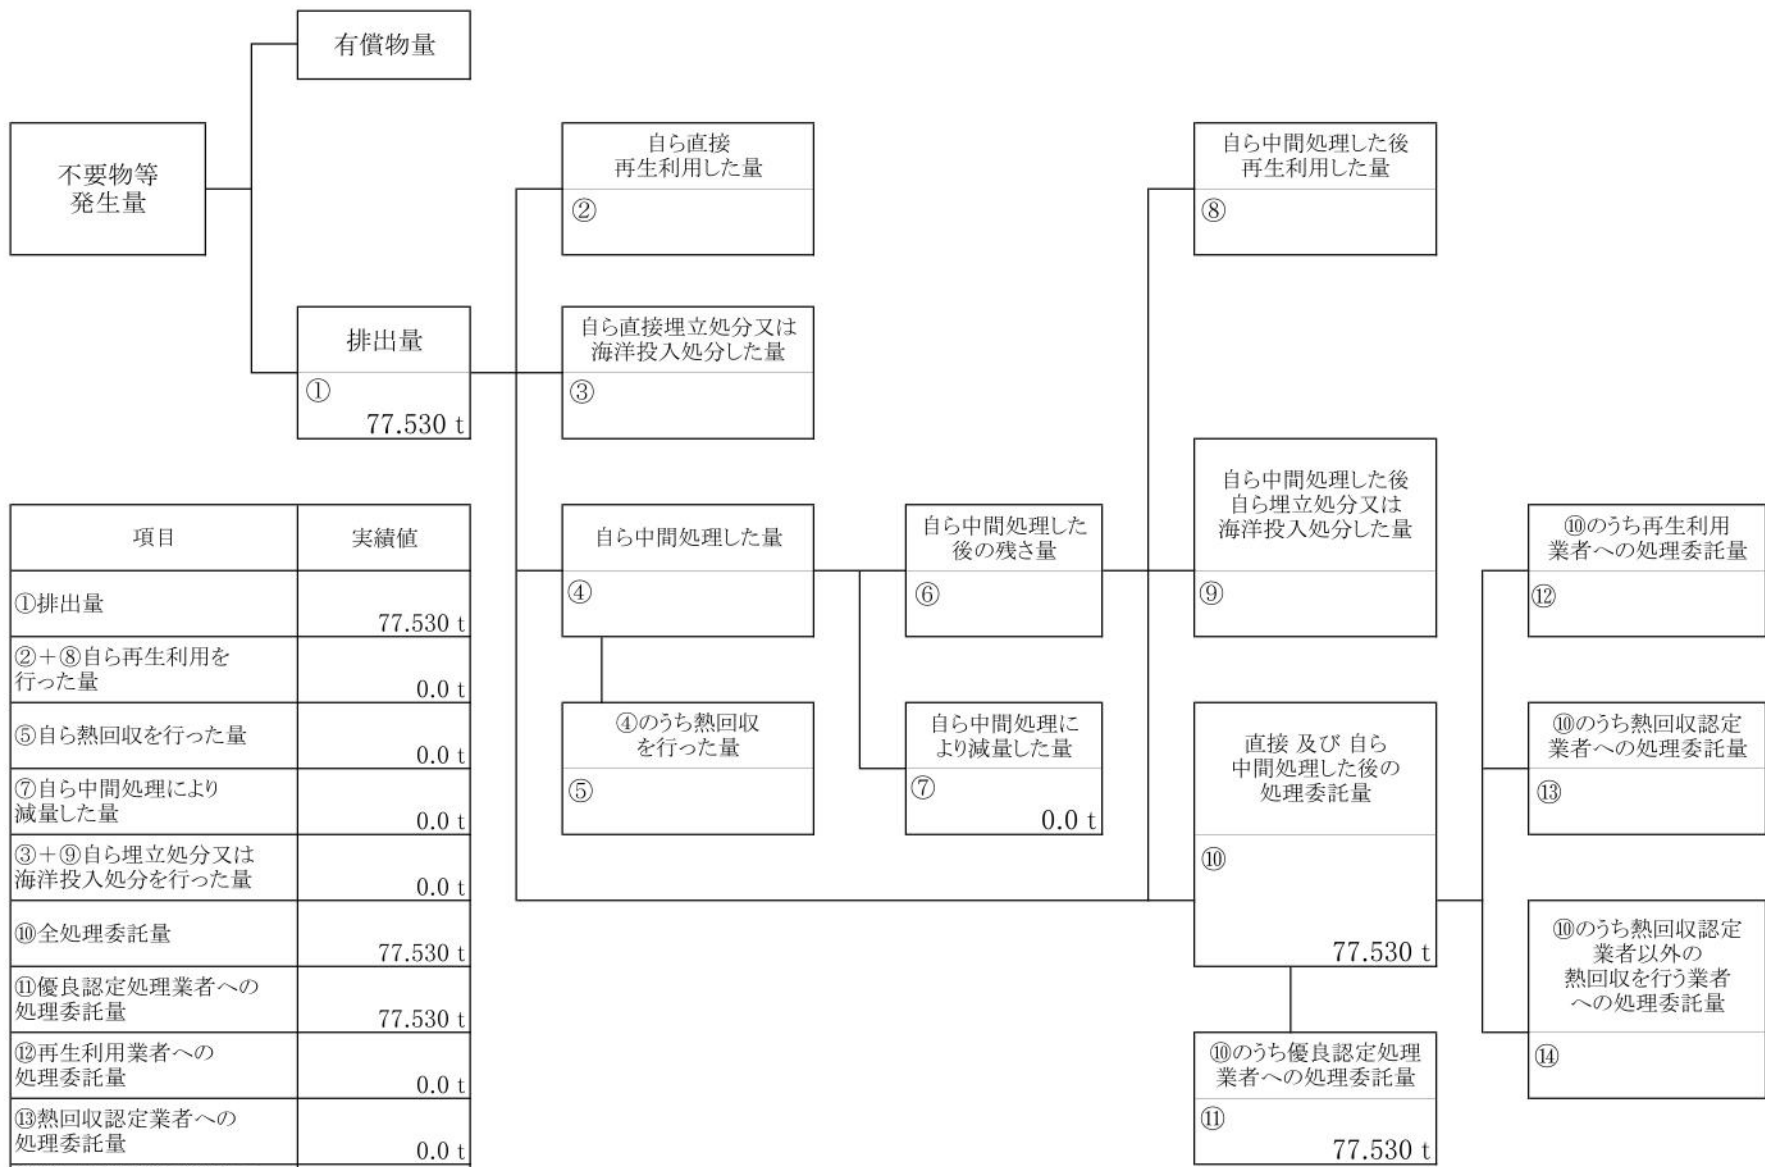 有償物量
不要物等
発生量
排出量
①
77.530 t
自ら直接
再生利用した量
②
自ら直接埋立処分又は
海洋投入処分した量
③
自ら中間処理した量
④
④のうち熱回収
を行った量
⑤
自ら中間処理した
後の残さ量
⑥
自ら中間処理に
より減量した量
⑦
0.0 t
自ら中間処理した後
再生利用した量
⑧
自ら中間処理した後
自ら埋立処分又は
海洋投入処分した量
⑨
直接 及び 自ら
中間処理した後の
処理委託量
⑩
77.530 t
⑩のうち優良認定処理
業者への処理委託量
⑪
77.530 t
⑩のうち再生利用
業者への処理委託量
⑫
⑩のうち熱回収認定
業者への処理委託量
⑬
⑩のうち熱回収認定
業者以外の
熱回収を行う業者
への処理委託量
⑭
項目 実績値
①排出量
77.530 t
②+⑧自ら再生利用を
行った量
0.0 t
⑤自ら熱回収を行った量
0.0 t
⑦自ら中間処理により
減量した量
0.0 t
③+⑨自ら埋立処分又は
海洋投入処分を行った量
0.0 t
⑩全処理委託量
77.530 t
⑪優良認定処理業者への
処理委託量
77.530 t
⑫再生利用業者への
処理委託量
0.0 t
⑬熱回収認定業者への
処理委託量
0.0 t